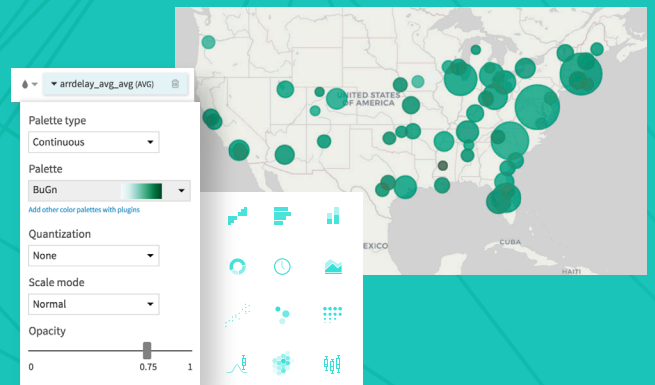 arrdelay_avg_avg (AVG)
Palette type
Continuous
Palette
BuGn
Add other color palettes with plugins
Quantization
None
Scale mode
Normal
Opacity
0
0.75
1
UNITED STATES
OF AMERICA
EXICO
CUBA
HAITI